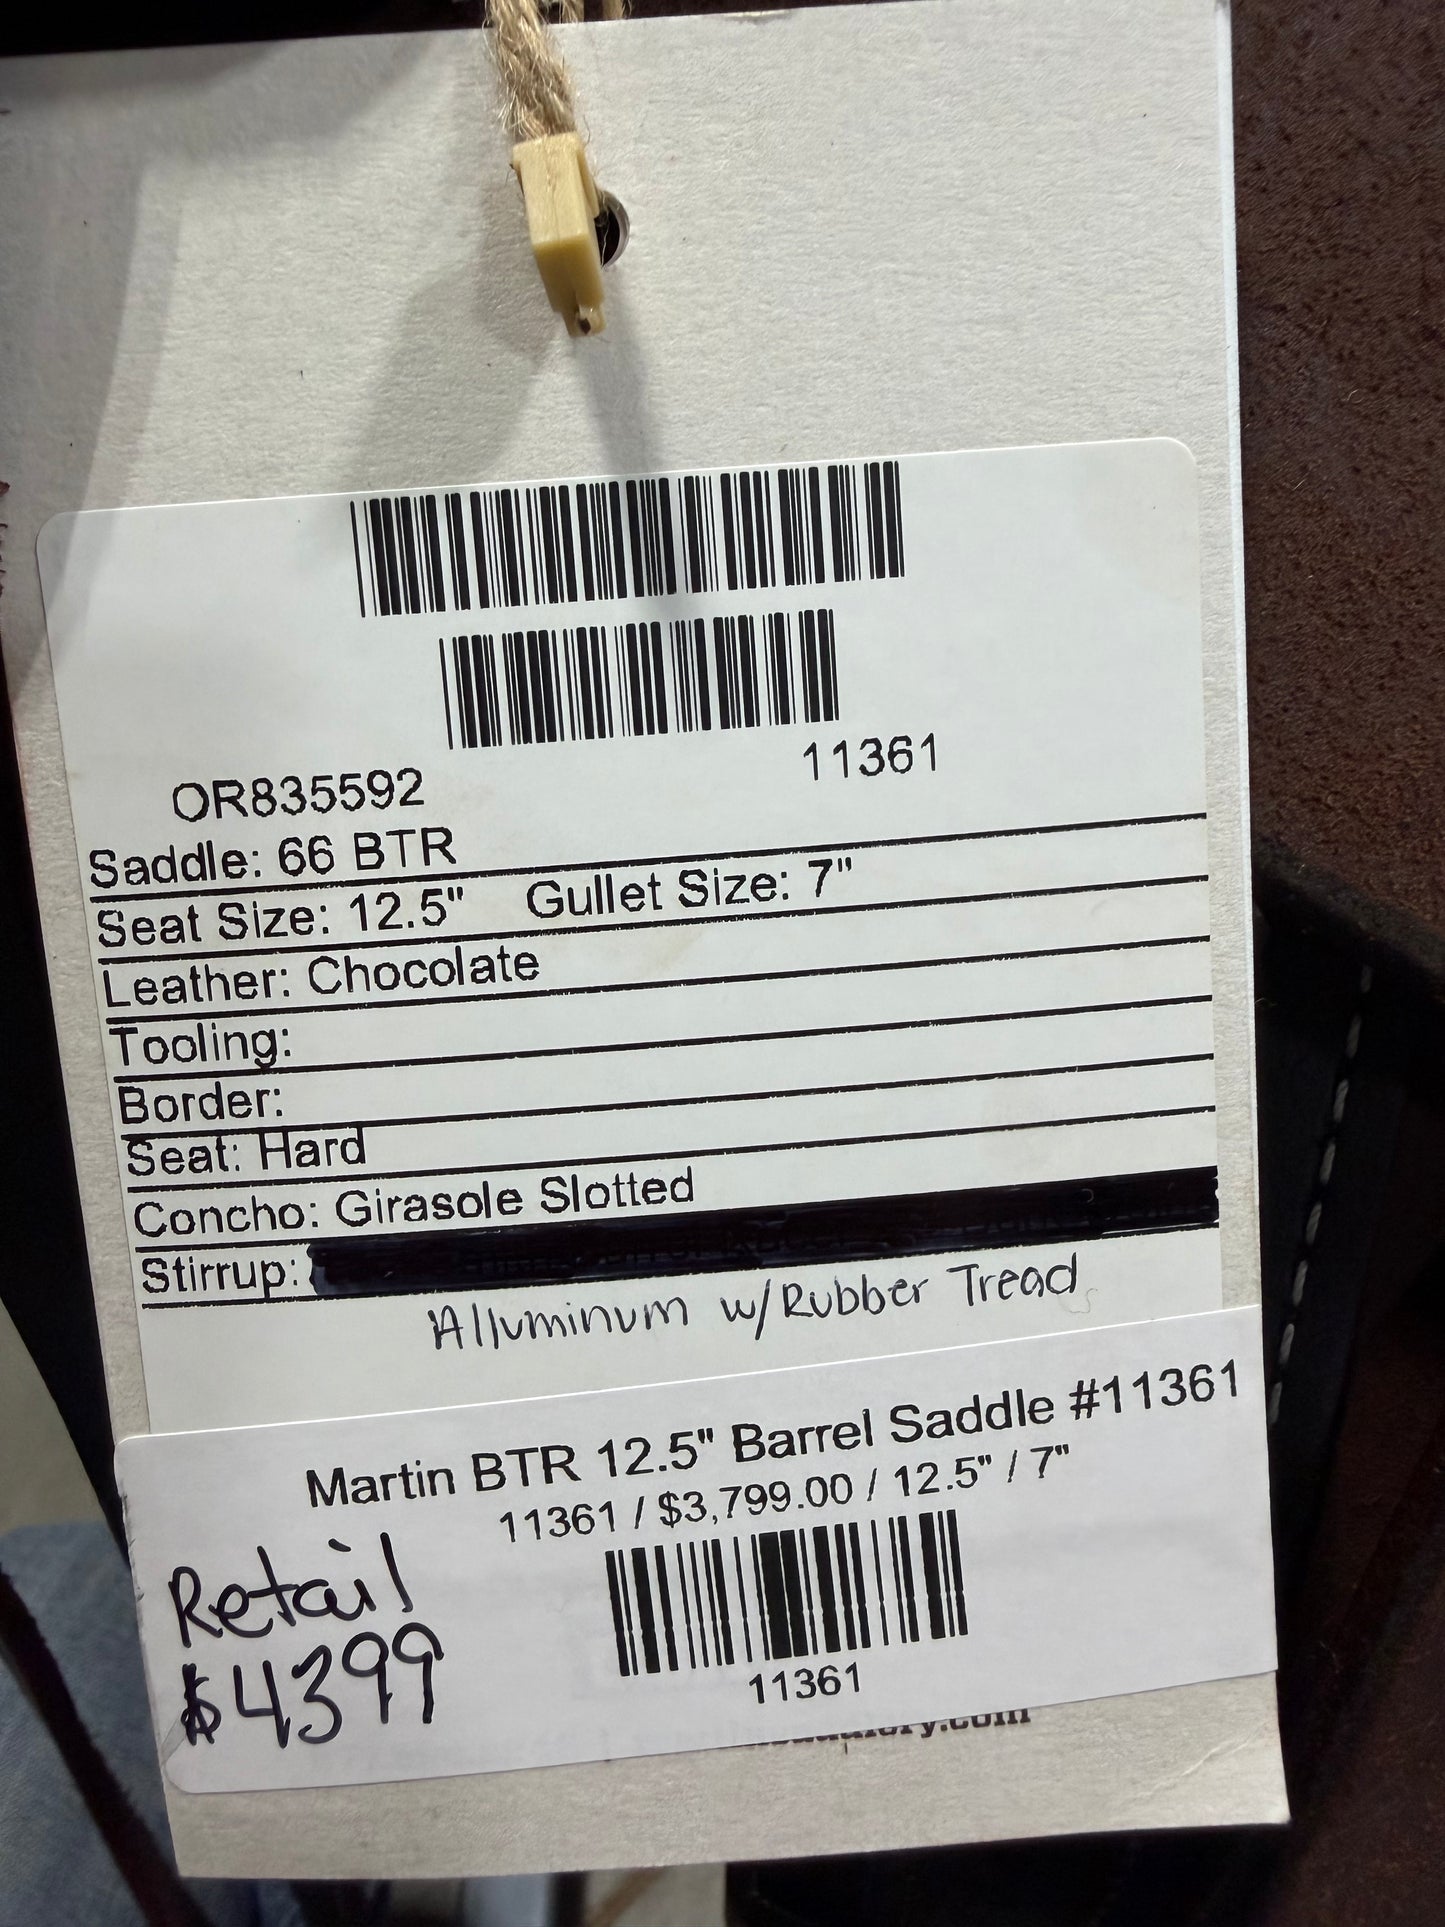 OR835592
11361
Saddle: 66 BTR
Seat Size: 12.5" Gullet Size: 7"
Leather: Chocolate
Tooling:
Border:
Seat: Hard
Concho: Girasole Slotted
Stirrup:
Alluminum w/Rubber Tread
Martin BTR 12.5" Barrel Saddle #11361
11361 / $3,799.00 / 12.5" / 7"
Retail
$4399
11361